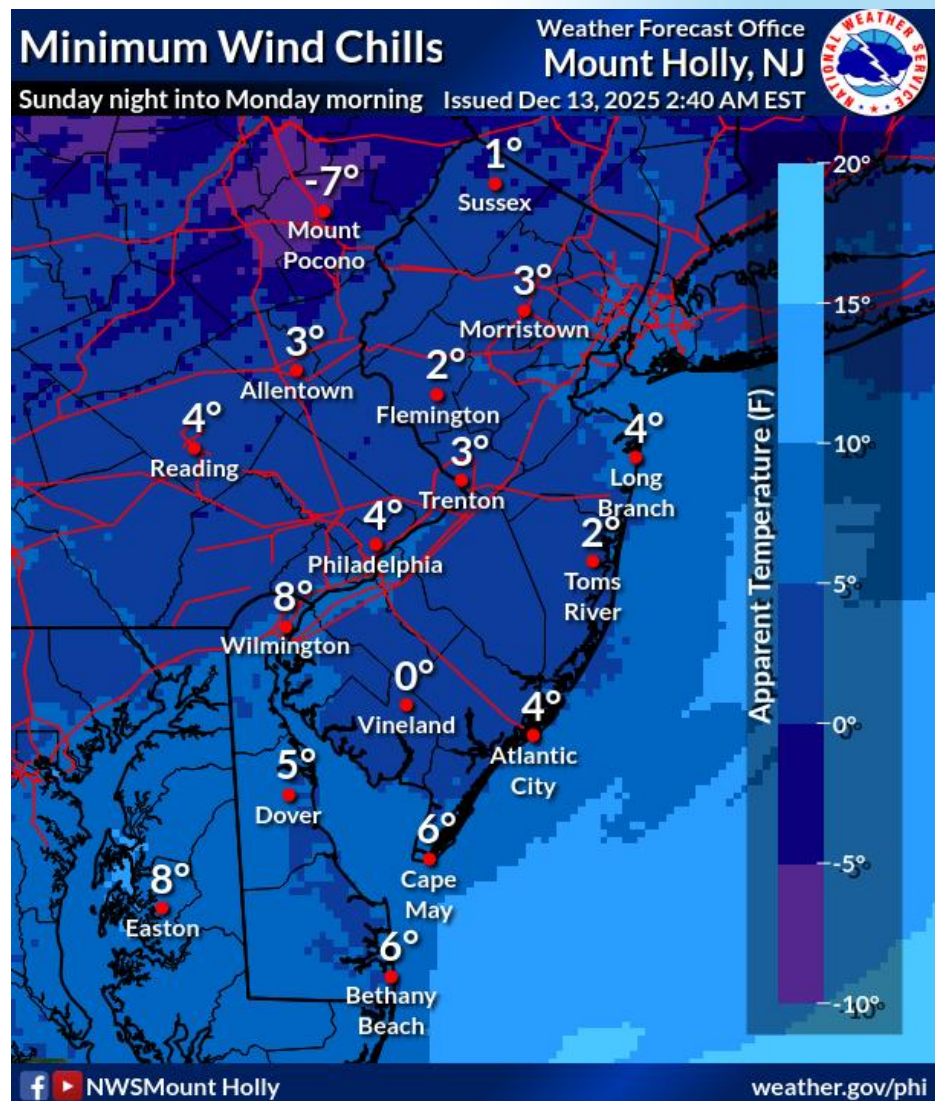 Minimum Wind Chills
Weather Forecast Office
Mount Holly, NJ
Sunday night into Monday morning
Issued Dec 13, 2025 2:40 AM EST
NATIONAL WEATHER SERVICE
1°
Sussex
-7°
Mount
Pocono
3°
Morristown
3°
Allentown
2°
Flemington
4°
Reading
3°
Trenton
4°
Long
Branch
4°
Philadelphia
2°
Toms
River
8°
Wilmington
0°
Vineland
4°
Atlantic
City
5°
Dover
6°
Cape
May
8°
Easton
6°
Bethany
Beach
Apparent Temperature (F)
20°
15°
10°
5°
0°
-5°
-10°
NWSMount Holly
weather.gov/phi